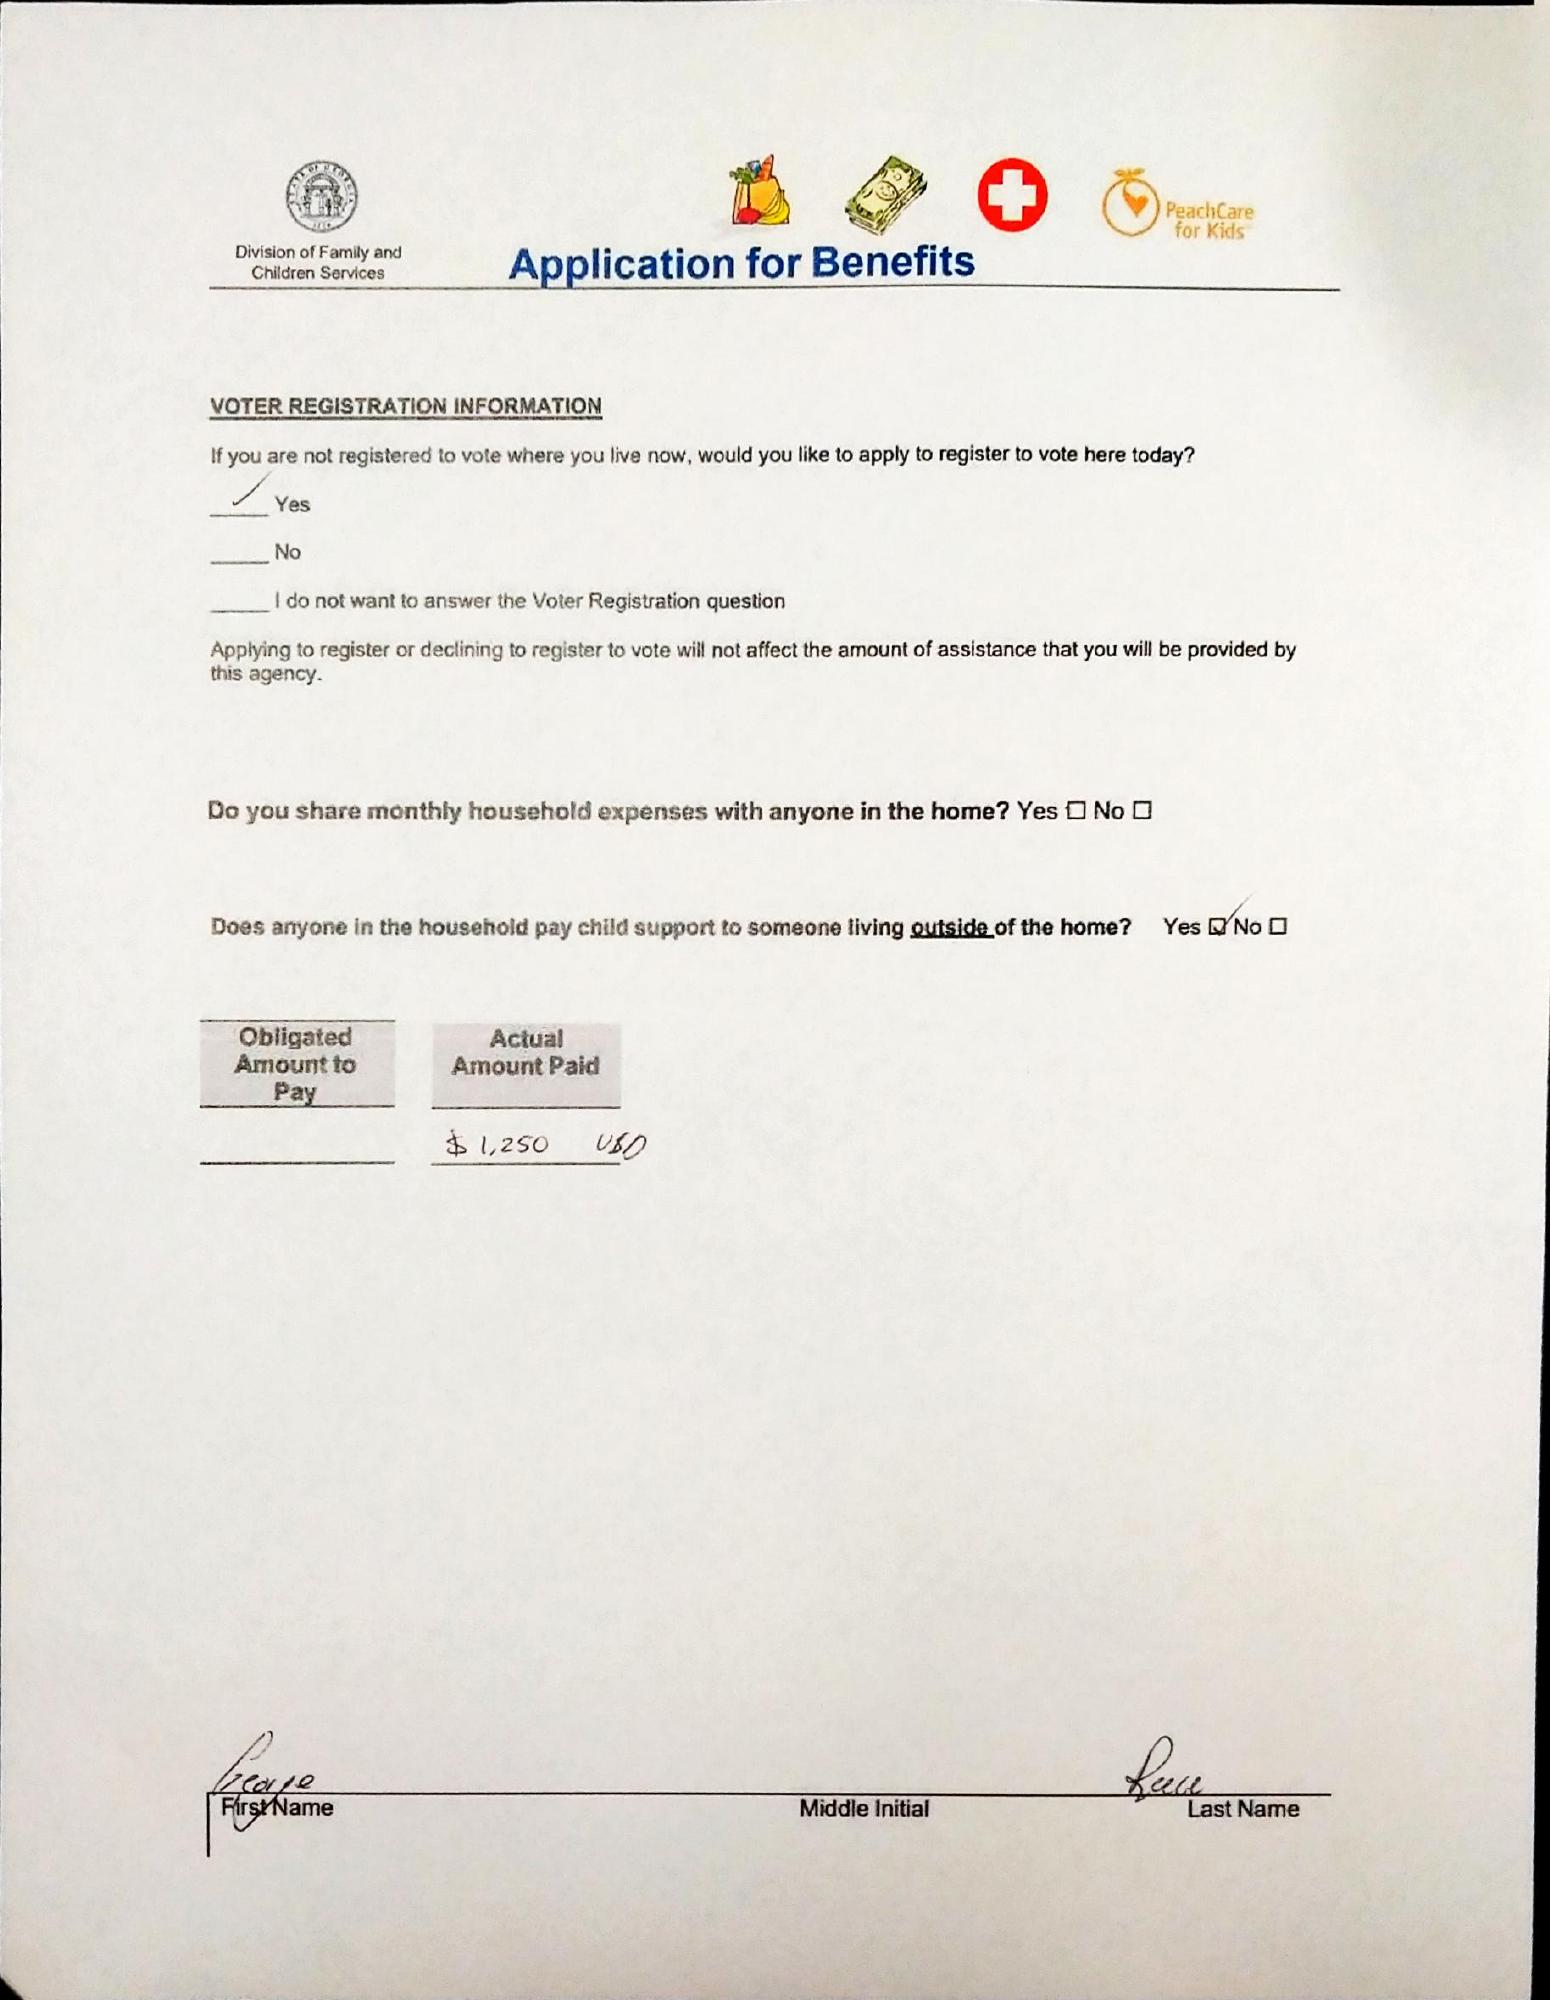 Division of Family and
Children Services
Application for Benefits
PeachCare
for Kids
VOTER REGISTRATION INFORMATION
If you are not registered to vote where you live now, would you like to apply to register to vote here today?
✓ Yes
____ No
____ I do not want to answer the Voter Registration question
Applying to register or declining to register to vote will not affect the amount of assistance that you will be provided by
this agency.
Do you share monthly household expenses with anyone in the home? Yes ☐ No ☐
Does anyone in the household pay child support to someone living outside of the home? Yes ☑ No ☐
Obligated
Amount to
Pay
Actual
Amount Paid
$ 1,250 USD
George
First Name
Middle Initial
Last Name